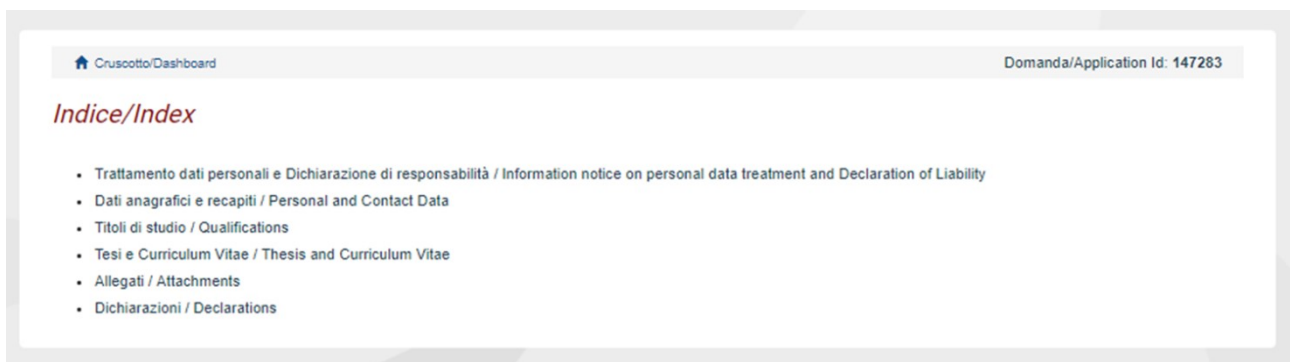 Cruscotto/Dashboard Domanda/Application Id: 147283
Indice/Index
Trattamento dati personali e Dichiarazione di responsabilità / Information notice on personal data treatment and Declaration of Liability
Dati anagrafici e recapiti / Personal and Contact Data
Titoli di studio / Qualifications
Tesi e Curriculum Vitae / Thesis and Curriculum Vitae
Allegati / Attachments
Dichiarazioni / Declarations